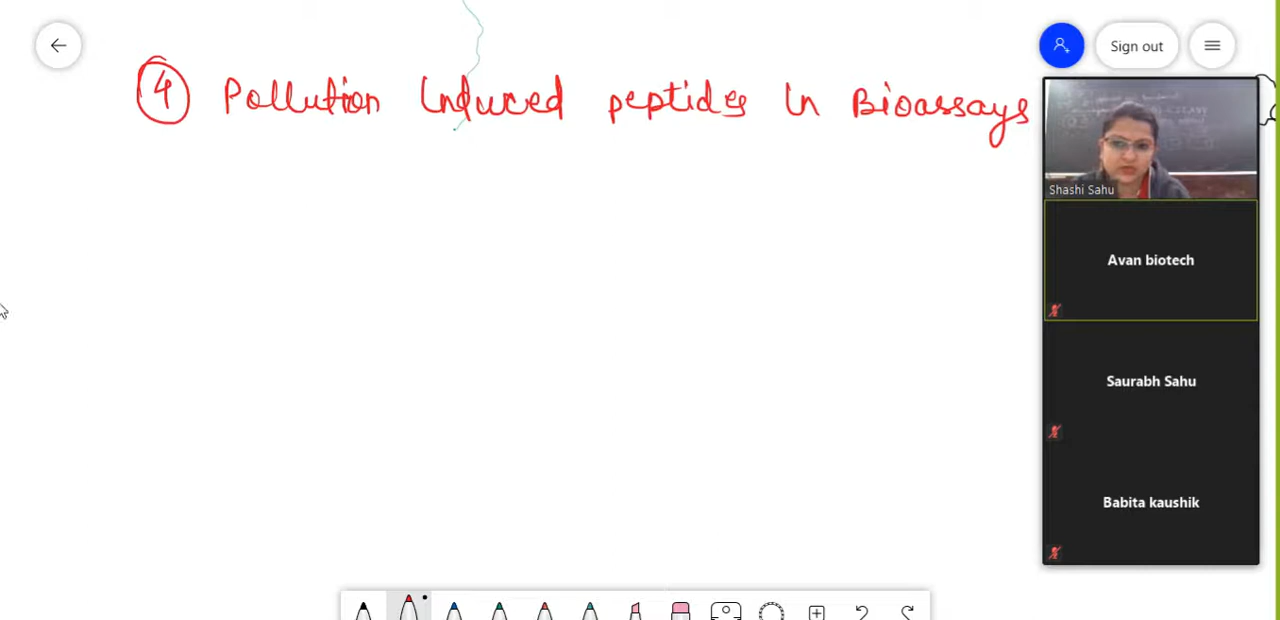 Sign out
4 Pollution Induced peptides In Bioassays
Shashi Sahu
Avan biotech
Saurabh Sahu
Babita kaushik